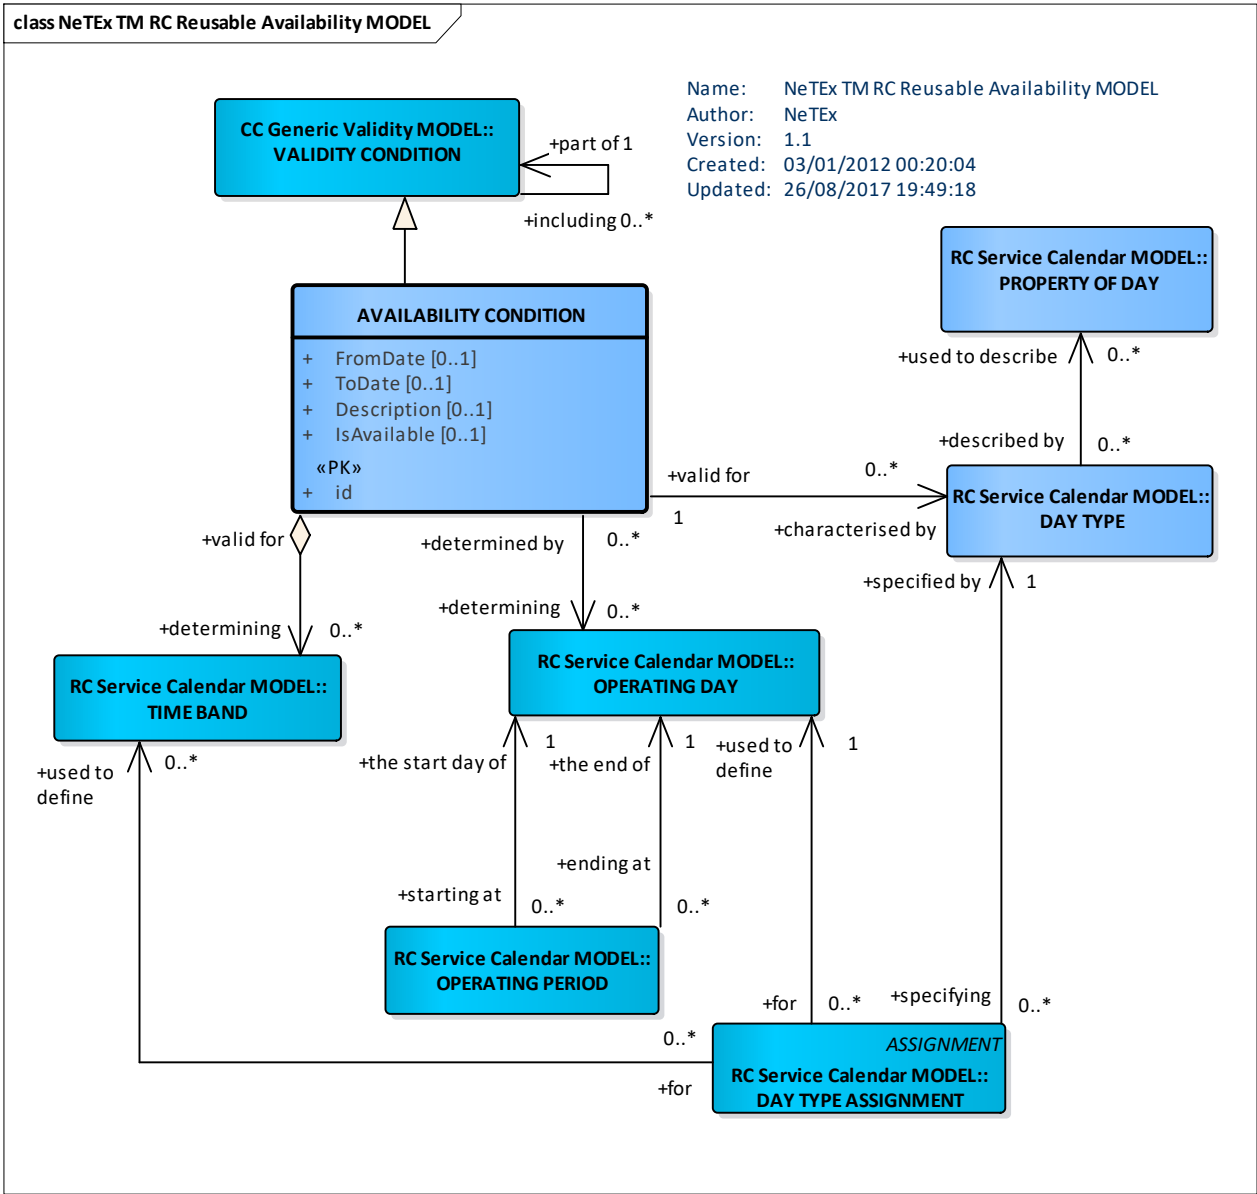 class NeTEx TM RC Reusable Availability MODEL
Name: NeTEx TM RC Reusable Availability MODEL
Author: NeTEx
Version: 1.1
Created: 03/01/2012 00:20:04
Updated: 26/08/2017 19:49:18
CC Generic Validity MODEL::
VALIDITY CONDITION
+part of 1
+including 0..*
RC Service Calendar MODEL::
PROPERTY OF DAY
AVAILABILITY CONDITION
+ FromDate [0..1]
+ ToDate [0..1]
+ Description [0..1]
+ IsAvailable [0..1]
«PK»
+ id
+used to describe 0..*
+described by 0..*
+valid for 0..*
1
+characterised by
RC Service Calendar MODEL::
DAY TYPE
+valid for
+determined by 0..*
+specified by 1
+determining 0..*
+determining 0..*
RC Service Calendar MODEL::
TIME BAND
RC Service Calendar MODEL::
OPERATING DAY
+used to
define
0..*
+the start day of
1
+the end of
1
+used to
define
1
+starting at
0..*
+ending at
0..*
RC Service Calendar MODEL::
OPERATING PERIOD
+for 0..*
+specifying 0..*
0..*
+for
ASSIGNMENT
RC Service Calendar MODEL::
DAY TYPE ASSIGNMENT